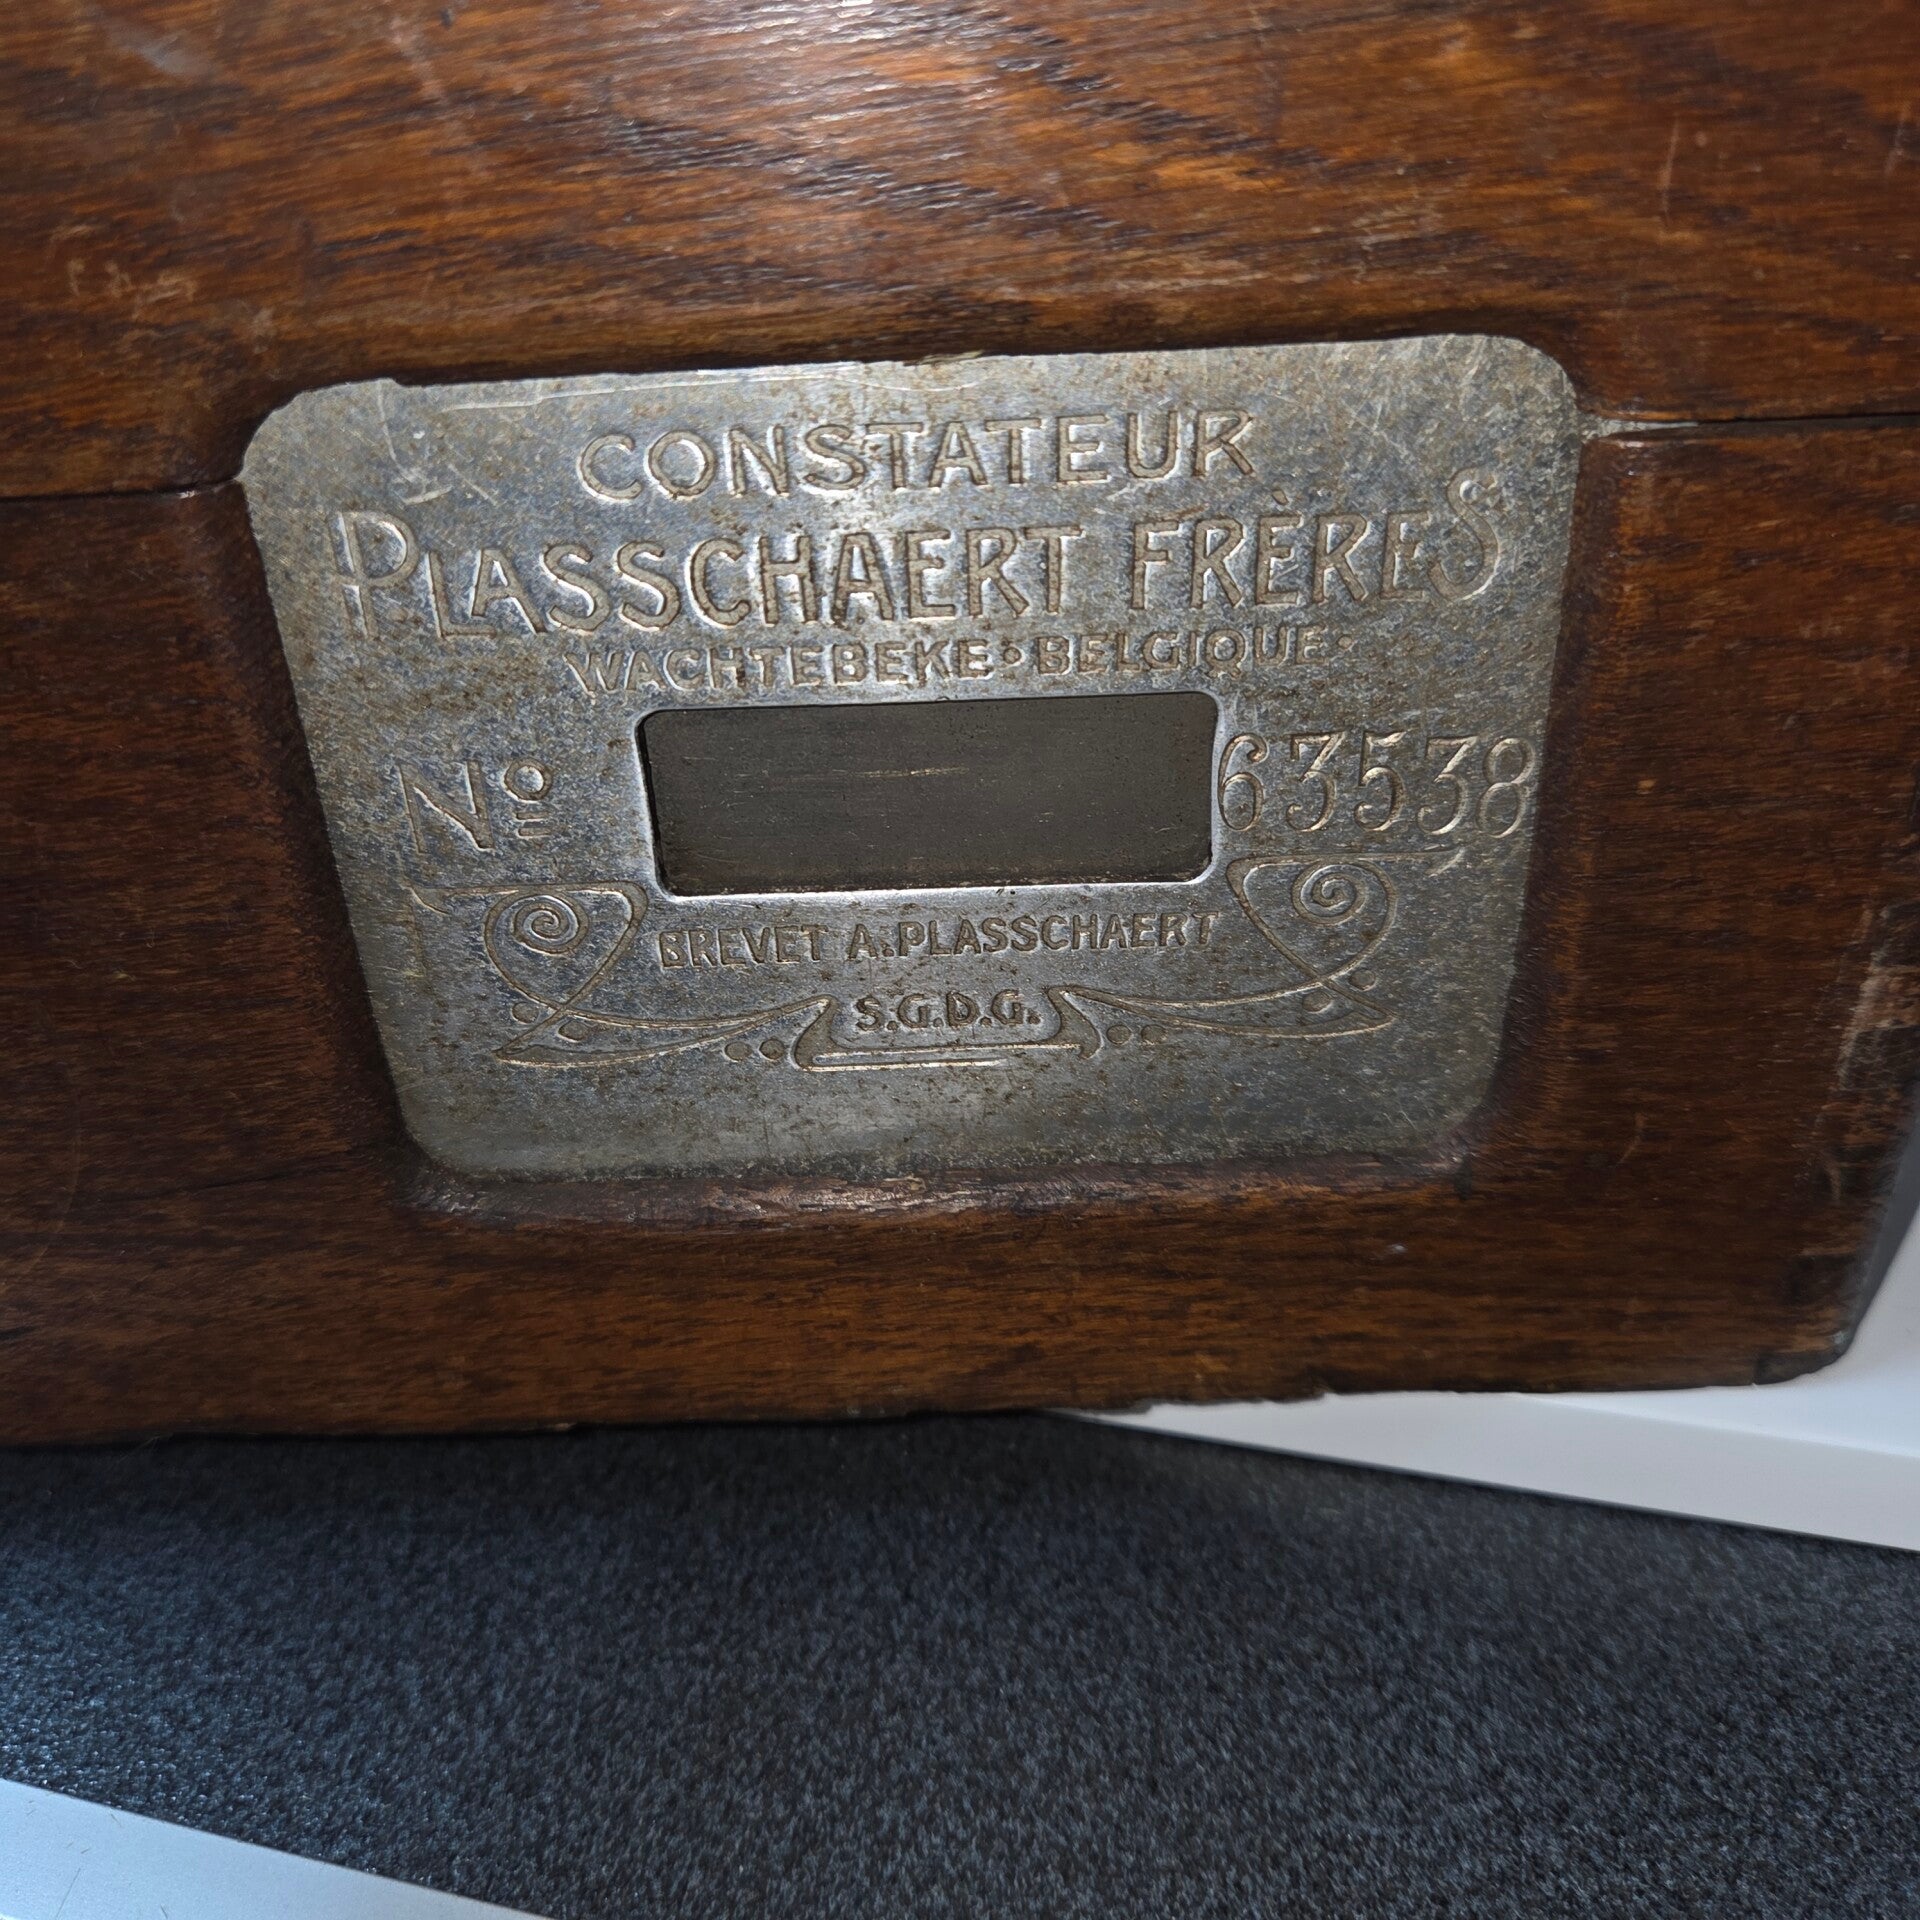 CONSTATEUR
PLASSCHAERT FRÈRES
WACHTEBEKE • BELGIQUE •
Nº 63538
BREVET A. PLASSCHAERT
S.G.D.G.